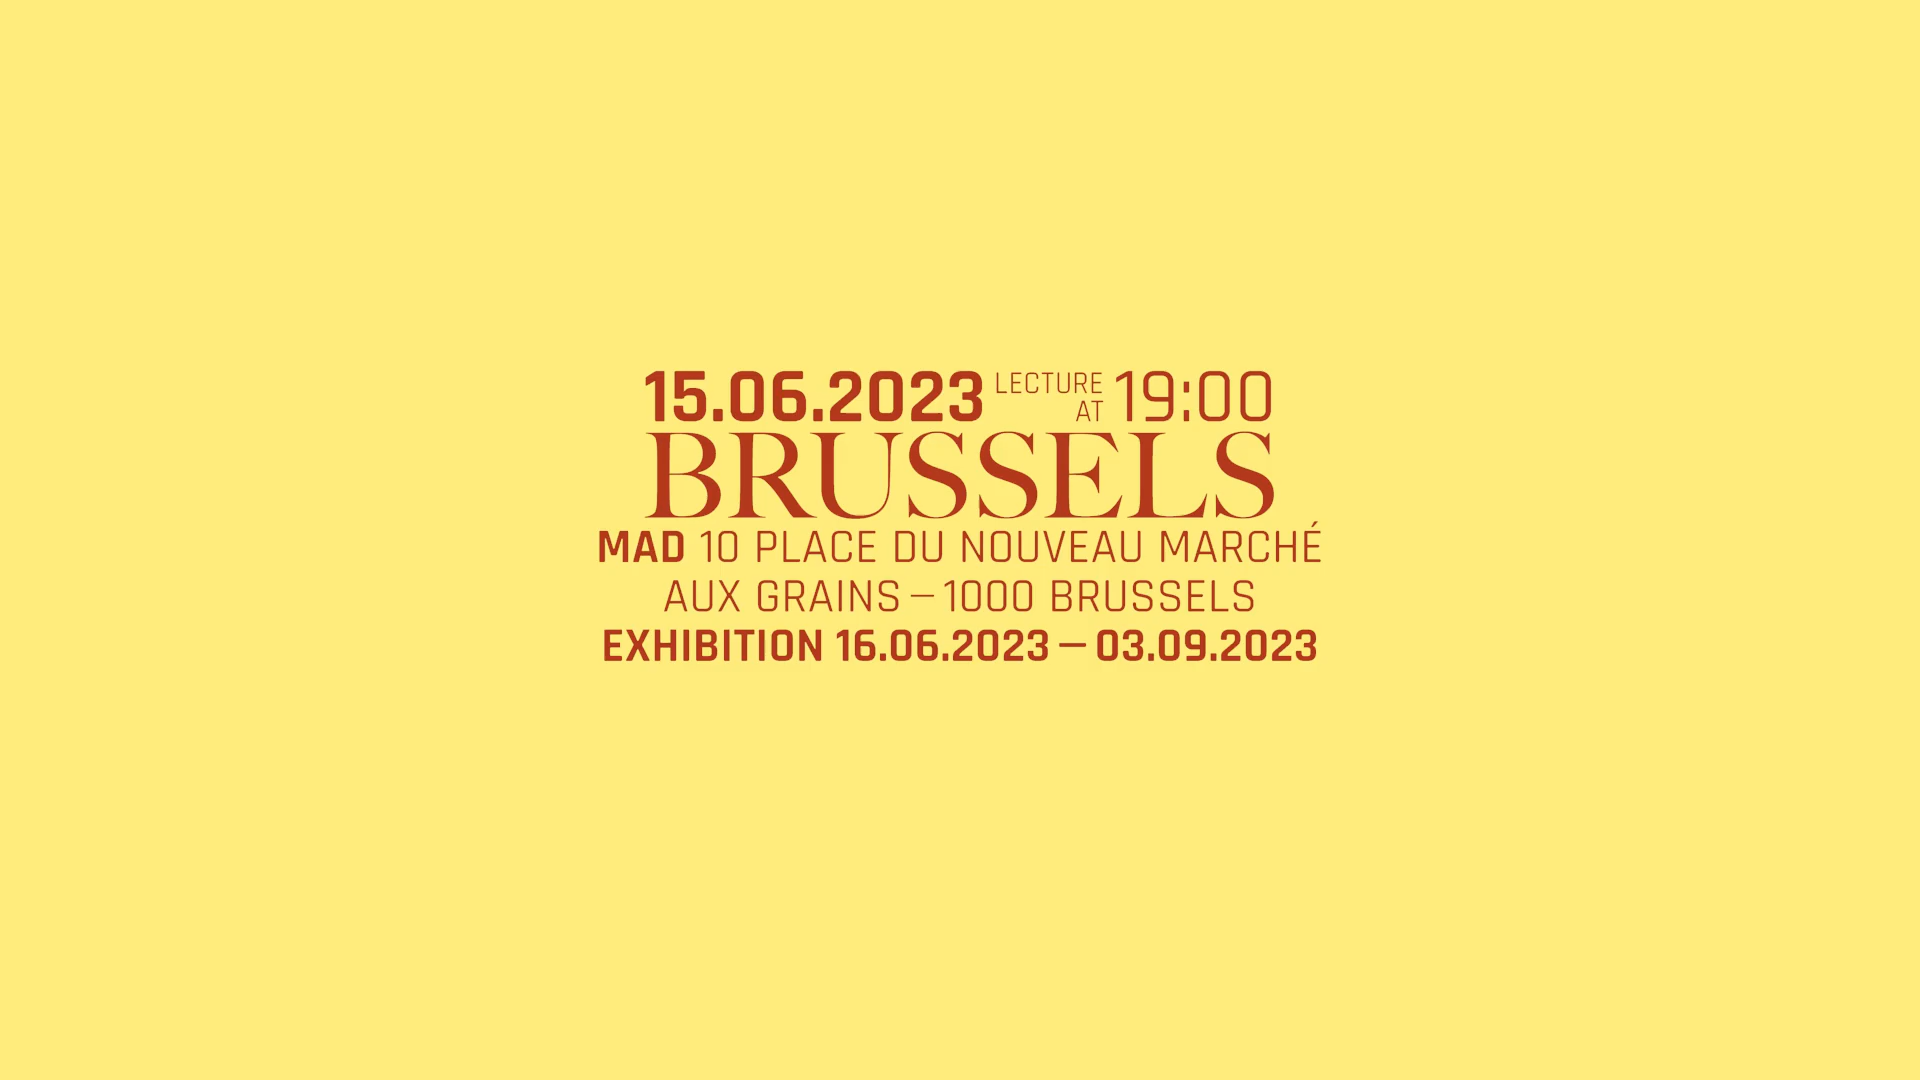 15.06.2023 LECTURE AT 19:00
BRUSSELS
MAD 10 PLACE DU NOUVEAU MARCHÉ
AUX GRAINS — 1000 BRUSSELS
EXHIBITION 16.06.2023 — 03.09.2023